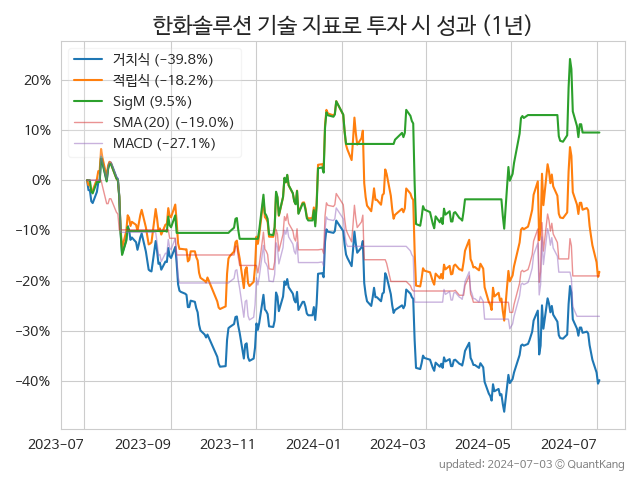 한화솔루션 기술 지표로 투자 시 성과 (1년)
거치식 (−39.8%)
적립식 (−18.2%)
SigM (9.5%)
SMA(20) (−19.0%)
MACD (−27.1%)
20%
10%
0%
−10%
−20%
−30%
−40%
2023-07
2023-09
2023-11
2024-01
2024-03
2024-05
2024-07
updated: 2024-07-03 ⓒ QuantKang